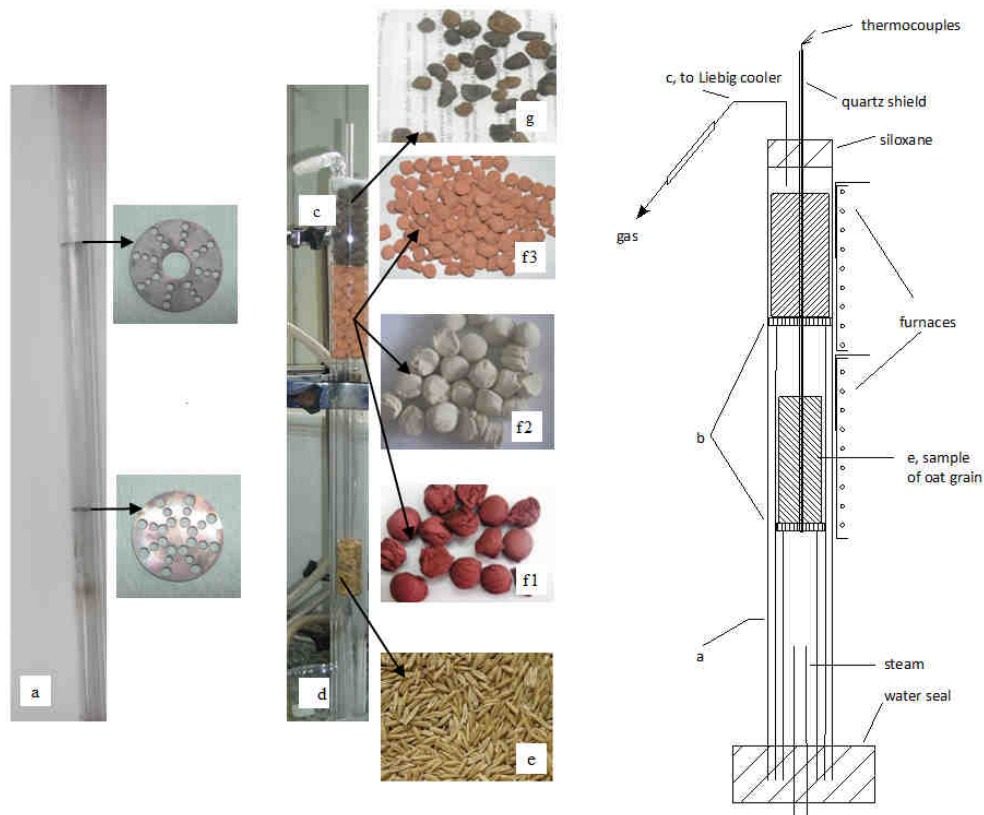 a
c
d
g
f3
f2
f1
e
thermocouples
c, to Liebig cooler
quartz shield
siloxane
gas
furnaces
b
e, sample
of oat grain
a
steam
water seal